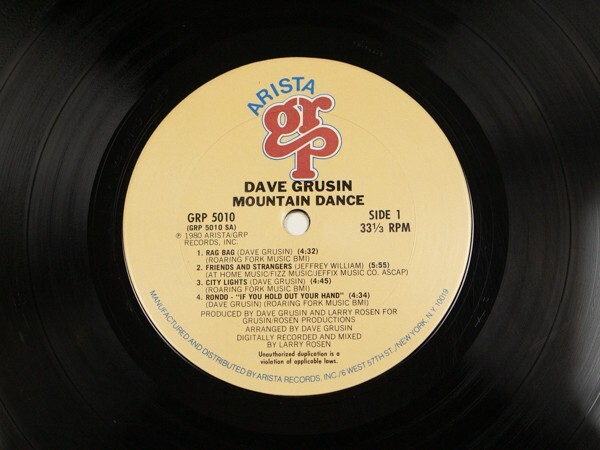 ARISTA
grp
DAVE GRUSIN
MOUNTAIN DANCE
GRP 5010
(GRP 5010 SA)
℗ 1980 ARISTA/GRP
RECORDS, INC.
SIDE 1
33⅓ RPM
1. RAG BAG (DAVE GRUSIN) (4:32)
(ROARING FORK MUSIC BMI)
2. FRIENDS AND STRANGERS (JEFFREY WILLIAM) (5:55)
(AT HOME MUSIC/FIZZ MUSIC/JEFFIX MUSIC CO. ASCAP)
3. CITY LIGHTS (DAVE GRUSIN) (4:45)
(ROARING FORK MUSIC BMI)
4. RONDO - "IF YOU HOLD OUT YOUR HAND" (4:34)
(DAVE GRUSIN) (ROARING FORK MUSIC BMI)
PRODUCED BY DAVE GRUSIN AND LARRY ROSEN FOR
GRUSIN/ROSEN PRODUCTIONS
ARRANGED BY DAVE GRUSIN
DIGITALLY RECORDED AND MIXED
BY LARRY ROSEN
Unauthorized duplication is a
violation of applicable laws.
MANUFACTURED AND DISTRIBUTED BY ARISTA RECORDS, INC./6 WEST 57TH ST./NEW YORK, N.Y. 10019